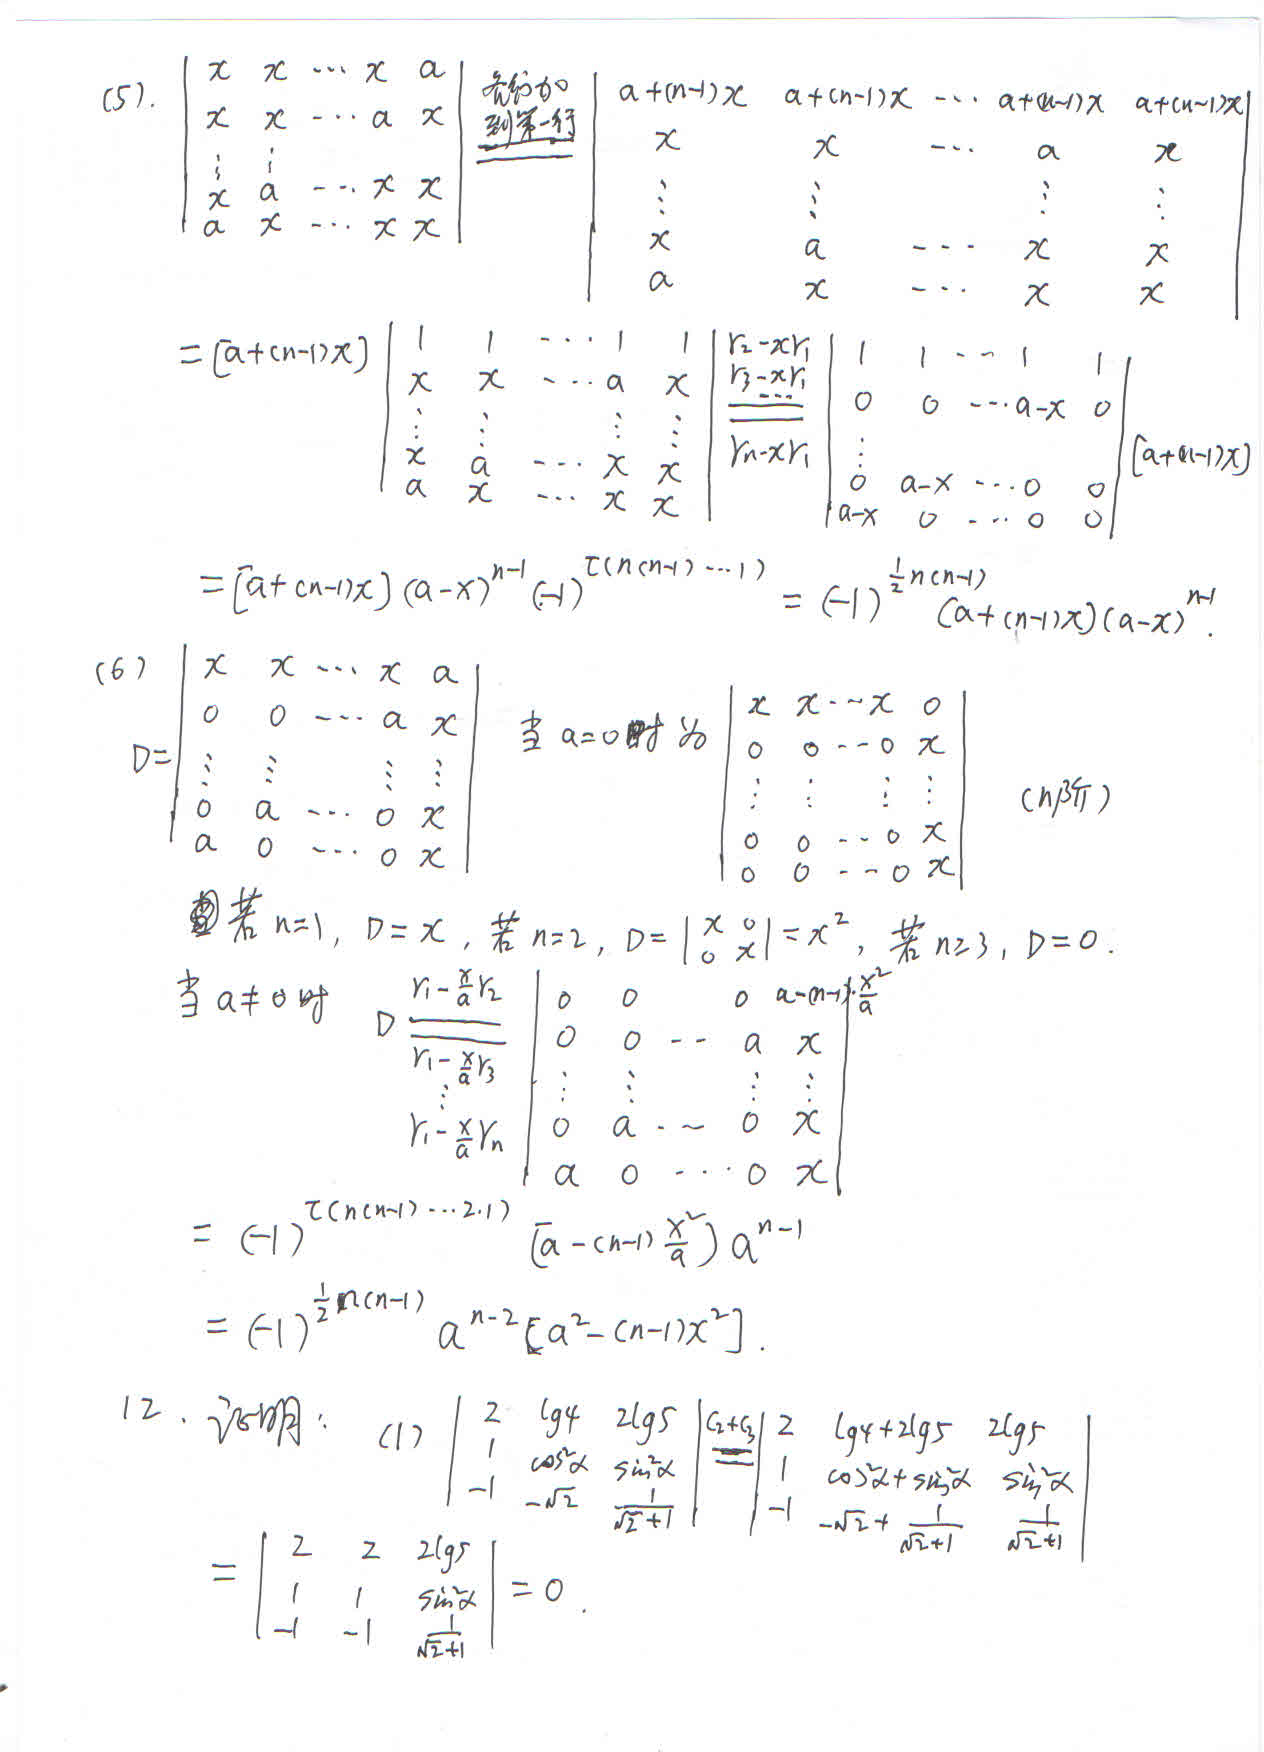 (5). | x x ⋯ x a | 各行加 | a+(n-1)x a+(n-1)x ⋯ a+(n-1)x a+(n-1)x |
| x x ⋯ a x | 到第一行 | x x ⋯ a x |
| ⋮ ⋮ | | ⋮ ⋮ ⋮ ⋮ |
| x a ⋯ x x | | x a ⋯ x x |
| a x ⋯ x x | | a x ⋯ x x |
= [a+(n-1)x] | 1 1 ⋯ 1 1 | r₂-xr₁ | 1 1 ⋯ 1 1 |
| x x ⋯ a x | r₃-xr₁ | 0 0 ⋯ a-x 0 |
| ⋮ ⋮ ⋮ ⋮ | ⋯ | ⋮ | [a+(n-1)x]
| x a ⋯ x x | rn-xr₁ | 0 a-x ⋯ 0 0 |
| a x ⋯ x x | | a-x 0 ⋯ 0 0 |
= [a+(n-1)x](a-x)^{n-1}(-1)^{τ(n(n-1)⋯1)} = (-1)^{½n(n-1)} [a+(n-1)x](a-x)^{n-1}.
(6) | x x ⋯ x a | | x x ⋯ x 0 |
| 0 0 ⋯ a x | 当 a=0时为 | 0 0 ⋯ 0 x |
D= | ⋮ ⋮ ⋮ ⋮ | | ⋮ ⋮ ⋮ ⋮ | (n阶)
| 0 a ⋯ 0 x | | 0 0 ⋯ 0 x |
| a 0 ⋯ 0 x | | 0 0 ⋯ 0 x |
若 n=1, D=x, 若 n=2, D= | x 0 ; 0 x | = x², 若 n≥3, D=0.
当 a≠0时 D r₁-(x/a)r₂ | 0 0 0 a-(n-1)·x²/a |
r₁-(x/a)r₃ | 0 0 ⋯ a x |
⋮ | ⋮ ⋮ ⋮ ⋮ |
r₁-(x/a)rn | 0 a ⋯ 0 x |
| a 0 ⋯ 0 x |
= (-1)^{τ(n(n-1)⋯2·1)} [a-(n-1)x²/a] a^{n-1}
= (-1)^{½n(n-1)} a^{n-2}[a²-(n-1)x²].
12. 证明: (1) | 2 lg4 2lg5 | c₂+c₃ | 2 lg4+2lg5 2lg5 |
| 1 cos²α sin²α | = | 1 cos²α+sin²α sin²α |
| -1 -√2 1/(√2+1) | | -1 -√2+1/(√2+1) 1/(√2+1) |
= | 2 2 2lg5 |
| 1 1 sin²α | = 0.
| -1 -1 1/(√2+1) |